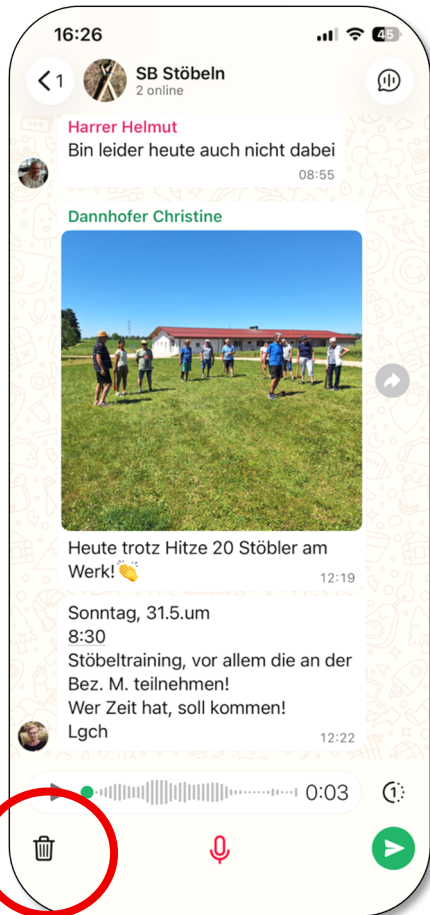 16:26
45
1
SB Stöbeln
2 online
Harrer Helmut
Bin leider heute auch nicht dabei
08:55
Dannhofer Christine
Heute trotz Hitze 20 Stöbler am
Werk!👏
12:19
Sonntag, 31.5.um
8:30
Stöbeltraining, vor allem die an der
Bez. M. teilnehmen!
Wer Zeit hat, soll kommen!
Lgch
12:22
0:03
1